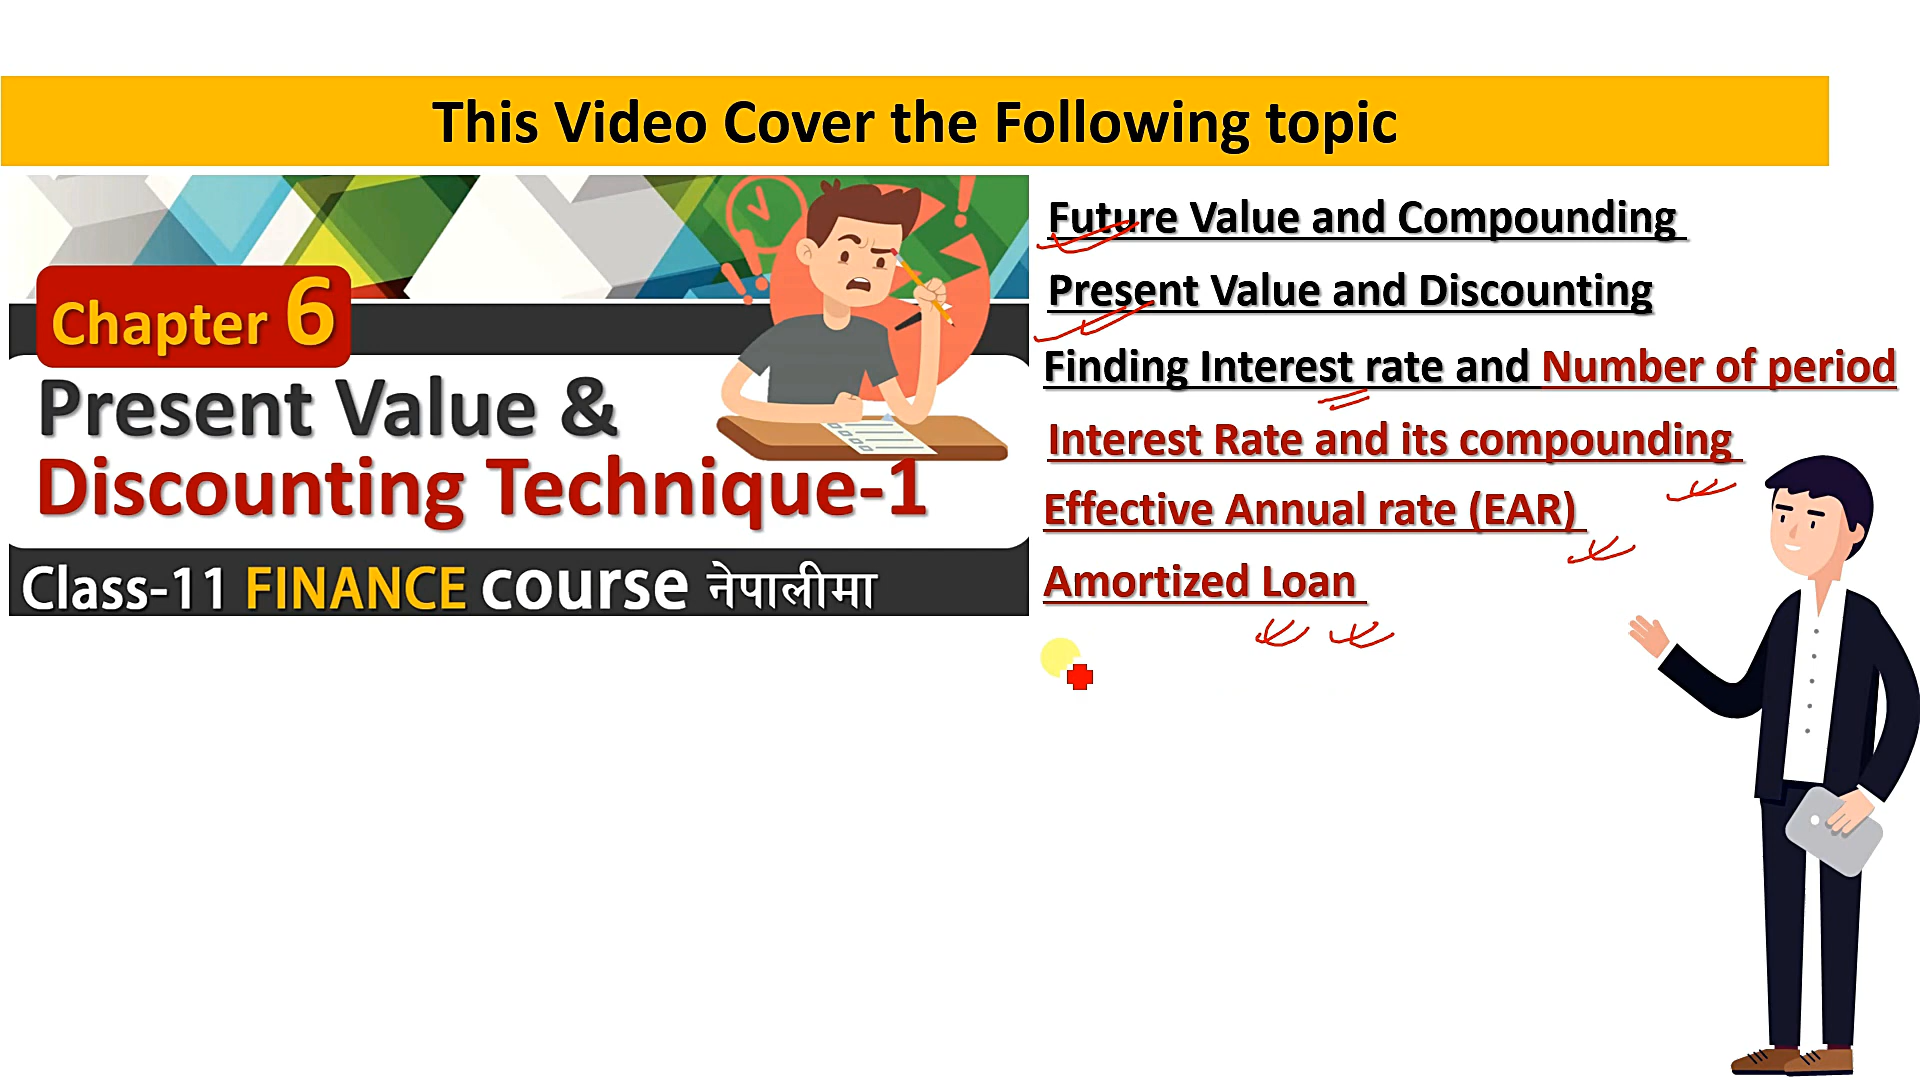 This Video Cover the Following topic
Chapter 6
Present Value &
Discounting Technique-1
Class-11 FINANCE course नेपालीमा
Future Value and Compounding
Present Value and Discounting
Finding Interest rate and Number of period
Interest Rate and its compounding
Effective Annual rate (EAR)
Amortized Loan